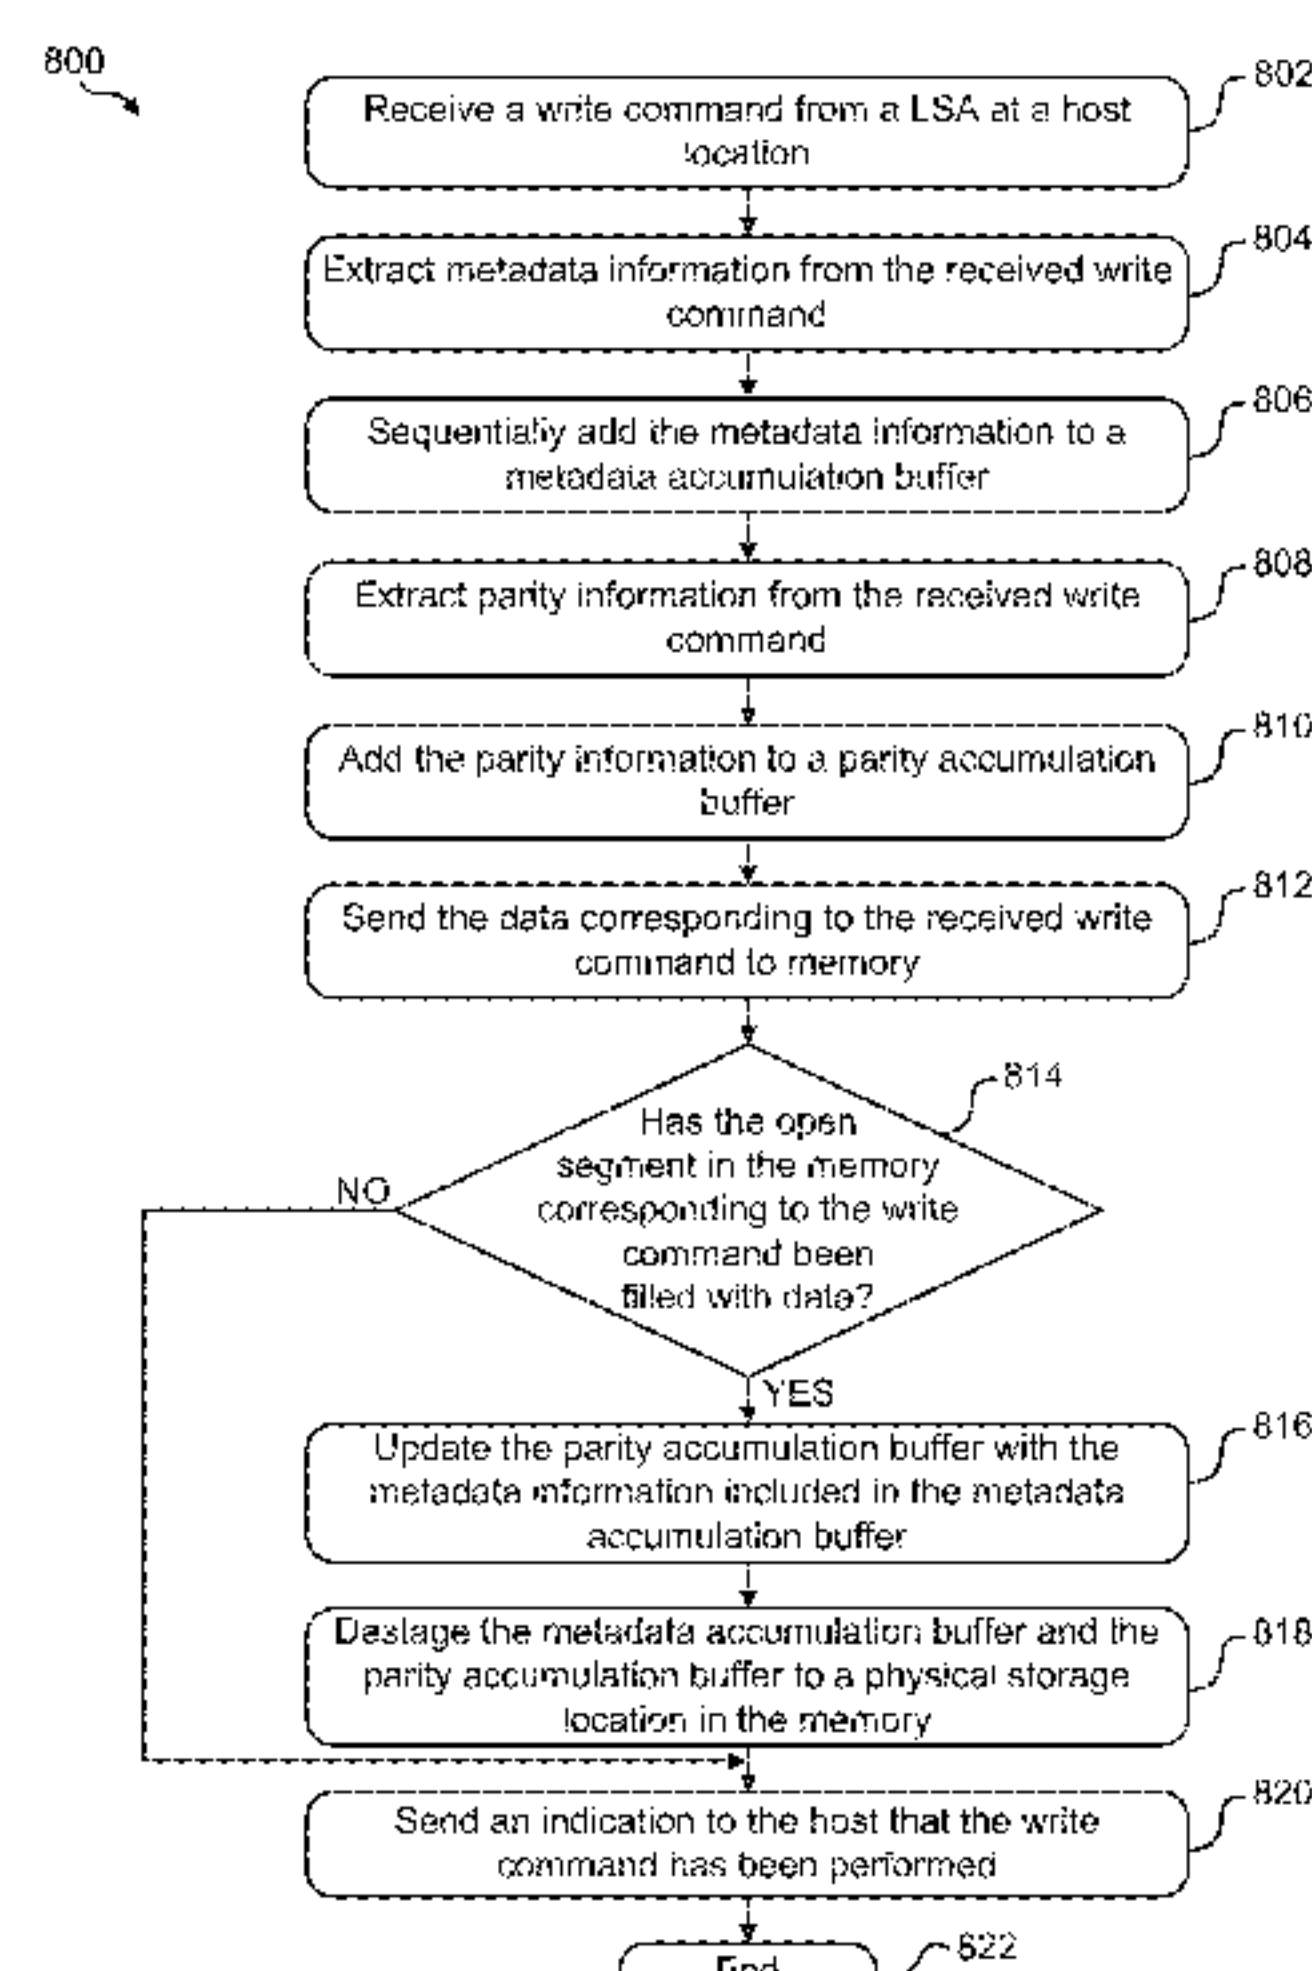 800
Receive a write command from a LSA at a host
location
802
Extract metadata information from the received write
command
804
Sequentially add the metadata information to a
metadata accumulation buffer
806
Extract parity information from the received write
command
808
Add the parity information to a parity accumulation
buffer
810
Send the data corresponding to the received write
command to memory
812
Has the open
segment in the memory
corresponding to the write
command been
filled with data?
814
NO
YES
Update the parity accumulation buffer with the
metadata information included in the metadata
accumulation buffer
816
Destage the metadata accumulation buffer and the
parity accumulation buffer to a physical storage
location in the memory
818
Send an indication to the host that the write
command has been performed
820
End
822